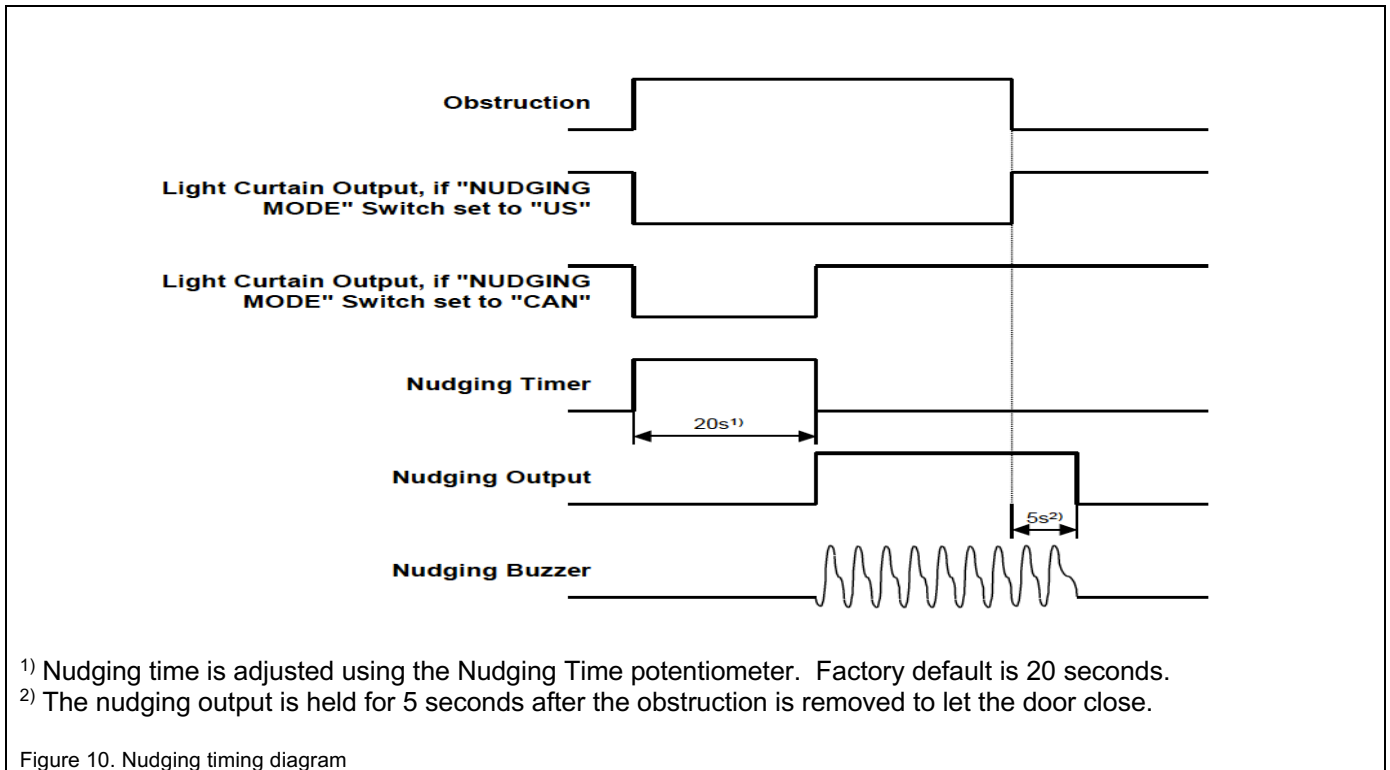 Obstruction
Light Curtain Output, if "NUDGING
MODE" Switch set to "US"
Light Curtain Output, if "NUDGING
MODE" Switch set to "CAN"
Nudging Timer
20s¹⁾
Nudging Output
5s²⁾
Nudging Buzzer
¹⁾ Nudging time is adjusted using the Nudging Time potentiometer.  Factory default is 20 seconds.
²⁾ The nudging output is held for 5 seconds after the obstruction is removed to let the door close.
Figure 10. Nudging timing diagram